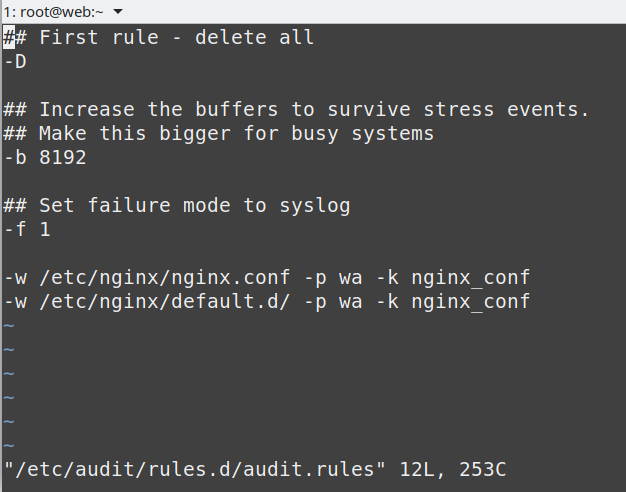 1: root@web:~
## First rule - delete all
-D
## Increase the buffers to survive stress events.
## Make this bigger for busy systems
-b 8192
## Set failure mode to syslog
-f 1
-w /etc/nginx/nginx.conf -p wa -k nginx_conf
-w /etc/nginx/default.d/ -p wa -k nginx_conf
~
~
~
~
~
~
"/etc/audit/rules.d/audit.rules" 12L, 253C